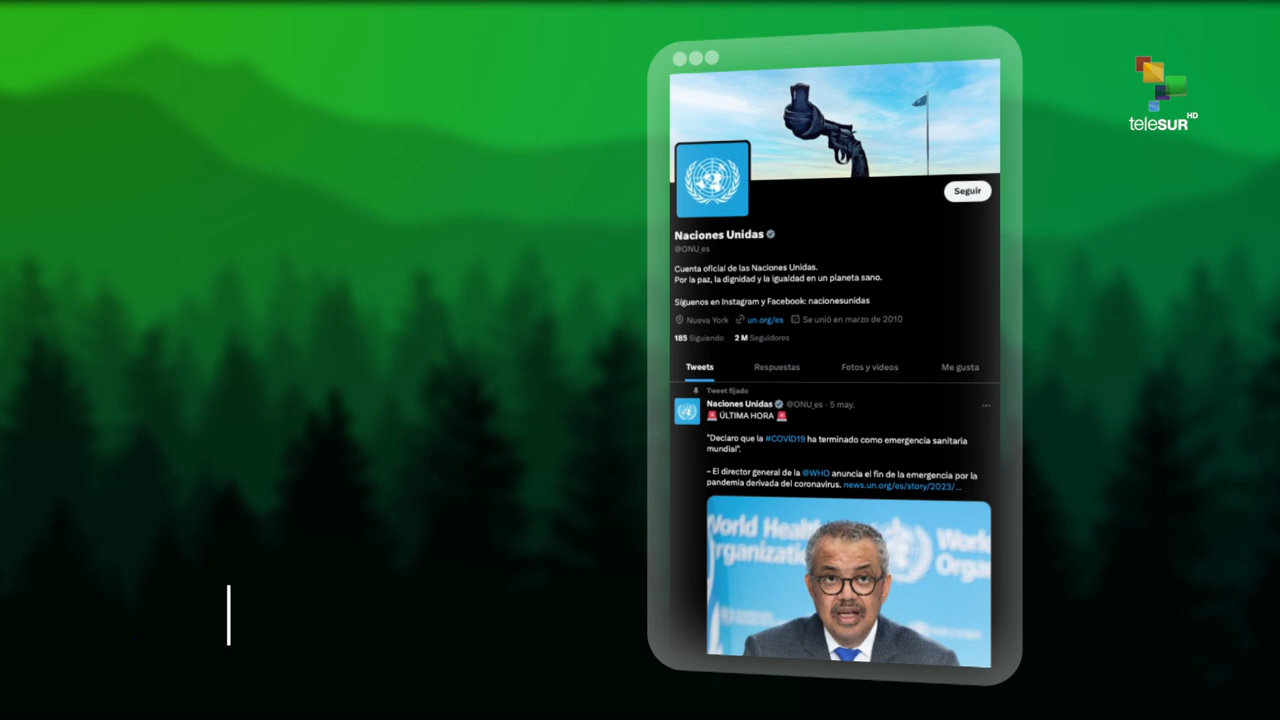 teleSUR HD
Seguir
Naciones Unidas
@ONU_es
Cuenta oficial de las Naciones Unidas.
Por la paz, la dignidad y la igualdad en un planeta sano.
Síguenos en Instagram y Facebook: nacionesunidas
Nueva York un.org/es Se unió en marzo de 2010
185 Siguiendo 2 M Seguidores
Tweets Respuestas Fotos y videos Me gusta
Tweet fijado
Naciones Unidas @ONU_es · 5 may.
🚨 ÚLTIMA HORA 🚨
"Declaro que la #COVID19 ha terminado como emergencia sanitaria
mundial".
– El director general de la @WHO anuncia el fin de la emergencia por la
pandemia derivada del coronavirus. news.un.org/es/story/2023/...
World Health
rganizatio
Worl
Orga